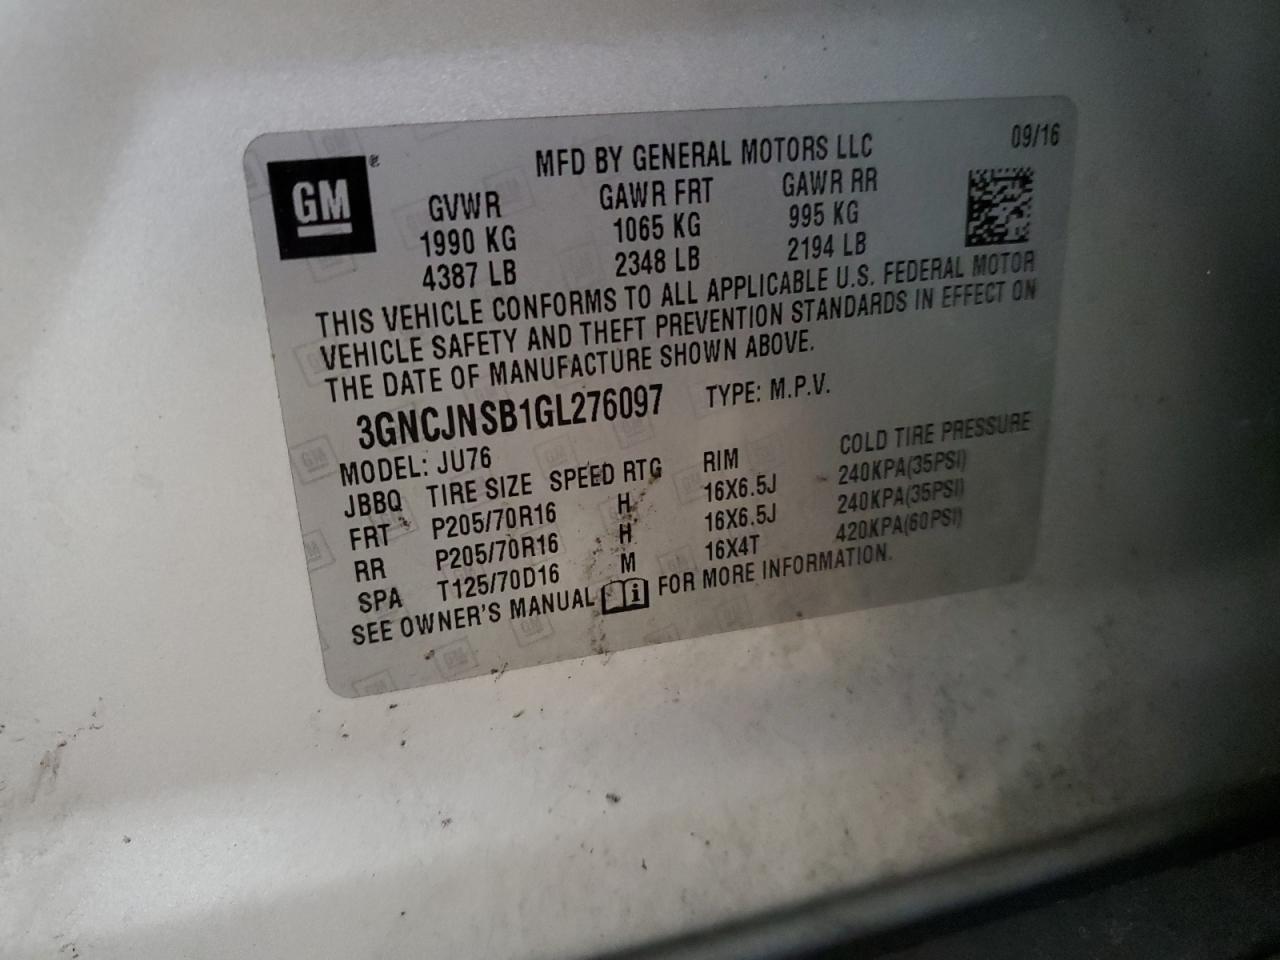 GM®
MFD BY GENERAL MOTORS LLC 09/16
GVWR GAWR FRT GAWR RR
1990 KG 1065 KG 995 KG
4387 LB 2348 LB 2194 LB
THIS VEHICLE CONFORMS TO ALL APPLICABLE U.S. FEDERAL MOTOR
VEHICLE SAFETY AND THEFT PREVENTION STANDARDS IN EFFECT ON
THE DATE OF MANUFACTURE SHOWN ABOVE.
3GNCJNSB1GL276097 TYPE: M.P.V.
MODEL: JU76
JBBQ TIRE SIZE SPEED RTG RIM COLD TIRE PRESSURE
FRT P205/70R16 H 16X6.5J 240KPA(35PSI)
RR P205/70R16 H 16X6.5J 240KPA(35PSI)
SPA T125/70D16 M 16X4T 420KPA(60PSI)
SEE OWNER'S MANUAL FOR MORE INFORMATION.